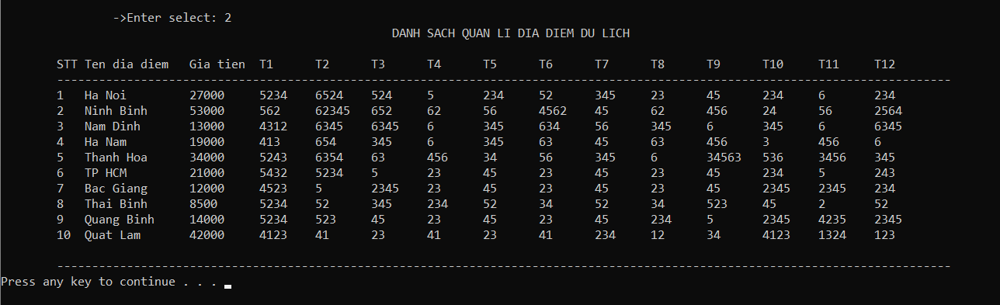 ->Enter select: 2
DANH SACH QUAN LI DIA DIEM DU LICH
STT Ten dia diem Gia tien T1 T2 T3 T4 T5 T6 T7 T8 T9 T10 T11 T12
--------------------------------------------------------------------------------------------------------------------------------
1 Ha Noi 27000 5234 6524 524 5 234 52 345 23 45 234 6 234
2 Ninh Binh 53000 562 62345 652 62 56 4562 45 62 456 24 56 2564
3 Nam Dinh 13000 4312 6345 6345 6 345 634 56 345 6 345 6 6345
4 Ha Nam 19000 413 654 345 6 345 63 45 63 456 3 456 6
5 Thanh Hoa 34000 5243 6354 63 456 34 56 345 6 34563 536 3456 345
6 TP HCM 21000 5432 5234 5 23 45 23 45 23 45 234 5 243
7 Bac Giang 12000 4523 5 2345 23 45 23 45 23 45 2345 2345 234
8 Thai Binh 8500 5234 52 345 234 52 34 52 34 523 45 2 52
9 Quang Binh 14000 5234 523 45 23 45 23 45 234 5 2345 4235 2345
10 Quat Lam 42000 4123 41 23 41 23 41 234 12 34 4123 1324 123
--------------------------------------------------------------------------------------------------------------------------------
Press any key to continue . . .